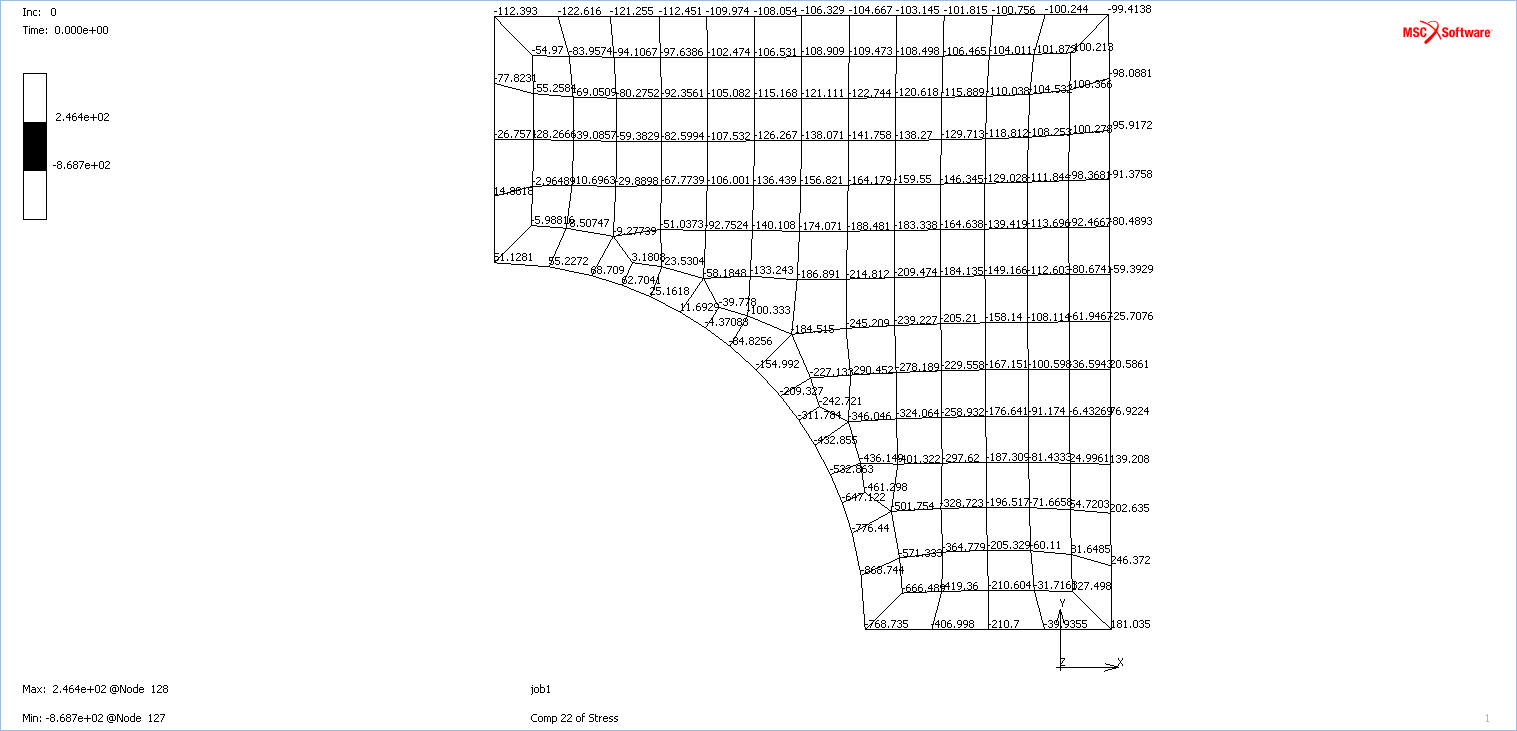 Inc: 0
Time: 0.000e+00
MSC Software
2.464e+02
-8.687e+02
-112.393 -122.616 -121.255 -112.451 -109.974 -108.054 -106.329 -104.667 -103.145 -101.815 -100.756 -100.244 -99.4138
-54.97 -83.9574 -94.1067 -97.6386 -102.474 -106.531 -108.909 -109.473 -108.498 -106.465 -104.011 -101.873 -100.213
-77.8231 -55.2584 -69.0509 -80.2752 -92.3561 -105.082 -115.168 -121.111 -122.744 -120.618 -115.889 -110.038 -104.532 -100.366 -98.0881
-26.7571 -28.2666 -39.0857 -59.3829 -82.5994 -107.532 -126.267 -138.071 -141.758 -138.27 -129.713 -118.812 -108.253 -100.278 -95.9172
14.8618 -2.96489 -10.6963 -29.8898 -67.7739 -106.001 -136.439 -156.821 -164.179 -159.55 -146.345 -129.028 -111.844 -98.3681 -91.3758
-5.98816 -8.50747 -9.27739 -51.0373 -92.7524 -140.108 -174.071 -188.481 -183.338 -164.638 -139.419 -113.696 -92.4667 -80.4893
51.1281 55.2272 68.709 3.1808 -23.5304 -58.1848 -133.243 -186.891 -214.812 -209.474 -184.135 -149.166 -112.603 -80.6741 -59.3929
62.7041 25.1618 11.6929 -39.778 -100.333
-4.37088 -184.515 -245.209 -239.227 -205.21 -158.14 -108.114 -61.9467 -25.7076
-84.8256
-154.992 -227.133 -290.452 -278.189 -229.558 -167.151 -100.598 -36.5943 20.5861
-209.327 -242.721
-311.784 -346.046 -324.064 -258.932 -176.641 -91.174 -6.43269 76.9224
-432.855
-532.863 -436.149 -401.322 -297.62 -187.309 -81.4333 24.9961 139.208
-647.122 -461.298
-501.754 -328.723 -196.517 -71.6658 54.7203 202.635
-776.44
-868.744 -571.333 -364.779 -205.329 -60.11 81.6485 246.372
-666.489 -419.36 -210.604 -31.7163 127.498
-768.735 -406.998 -210.7 -39.9355 181.035
Y
Z X
Max: 2.464e+02 @Node 128
job1
Min: -8.687e+02 @Node 127
Comp 22 of Stress
1